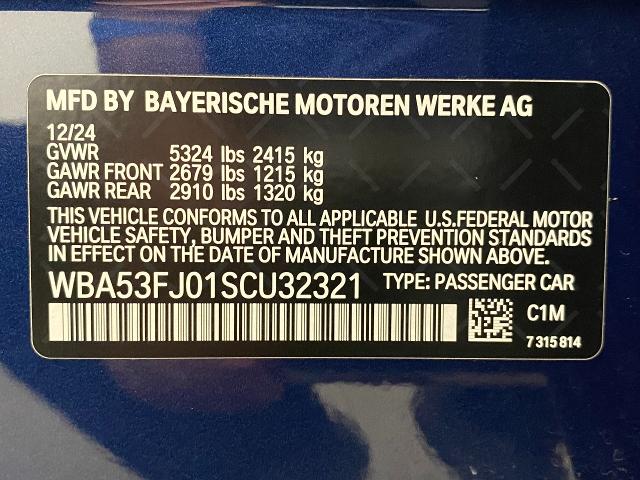 MFD BY BAYERISCHE MOTOREN WERKE AG
12/24
GVWR 5324 lbs 2415 kg
GAWR FRONT 2679 lbs 1215 kg
GAWR REAR 2910 lbs 1320 kg
THIS VEHICLE CONFORMS TO ALL APPLICABLE U.S.FEDERAL MOTOR
VEHICLE SAFETY, BUMPER AND THEFT PREVENTION STANDARDS
IN EFFECT ON THE DATE OF MANUFACTURE SHOWN ABOVE.
WBA53FJ01SCU32321 TYPE: PASSENGER CAR
C1M
7 315 814